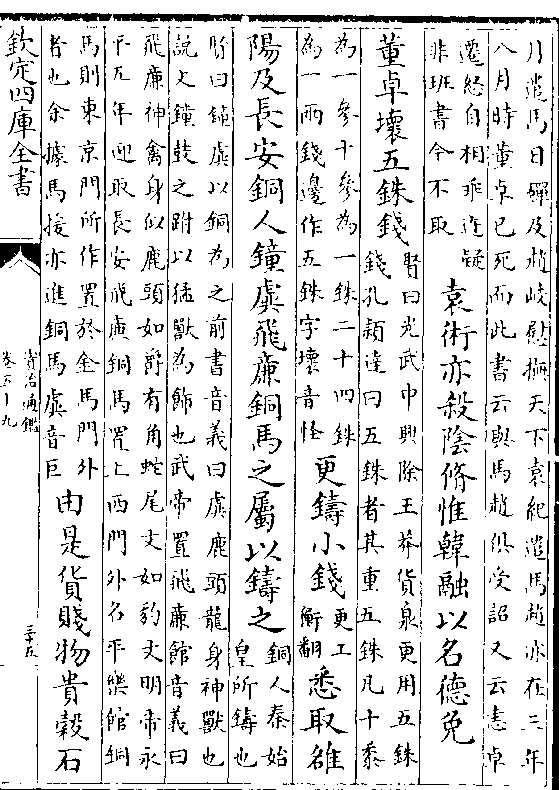 月遣馬日磾及趙岐慰撫天下袁紀遣馬趙亦在三年
八月時董卓已死而此書云與馬趙俱受詔又云恚卓
遷怒自相乖迕疑
非班書今不取
袁術亦殺陰脩惟韓融以名德免
董卓壞五銖錢
賢曰光武中興除王莽貨泉更用五銖
錢孔穎達曰五銖者其重五銖凡十黍
為一參十參為一銖二十四銖
為一兩錢邊作五銖字壞音怪
更鑄小錢
更工
衡翻
悉取雒
陽及長安銅人鐘虡飛廉銅馬之屬以鑄之
銅人秦始
皇所鑄也
賢曰鐘虡以銅為之前書音義曰虡鹿頭龍身神獸也
說文鐘鼓之跗以猛獸為飾也武帝置飛廉館音義曰
飛廉神禽身似鹿頭如爵有角蛇尾文如豹文明帝永
平五年迎取長安飛廉銅馬置上西門外名平樂館銅
馬則東京門所作置於金馬門外
者也余據馬援亦進銅馬虡音巨
由是貨賤物貴穀石
欽定四庫全書
資治通鑑
卷五十九
三十五